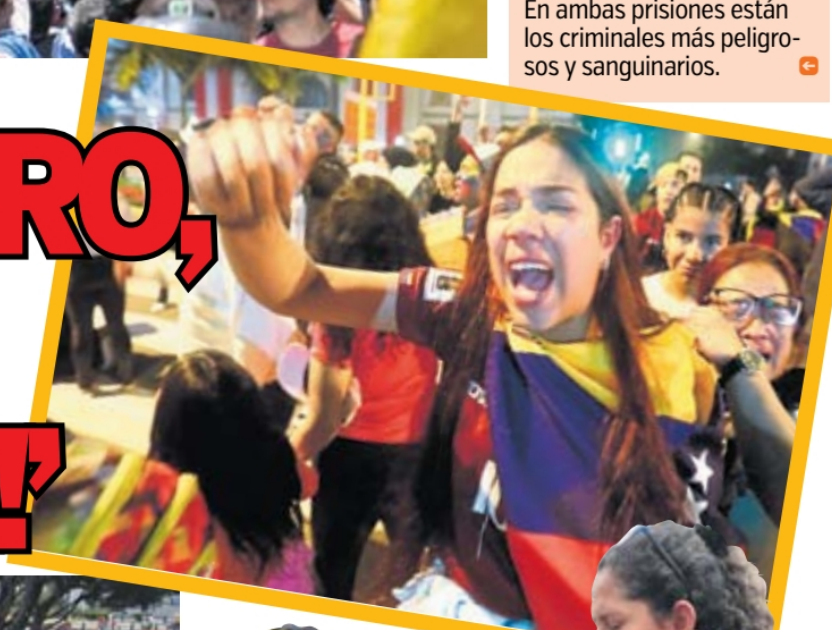 En ambas prisiones están
los criminales más peligro-
sos y sanguinarios.
RO,
!'